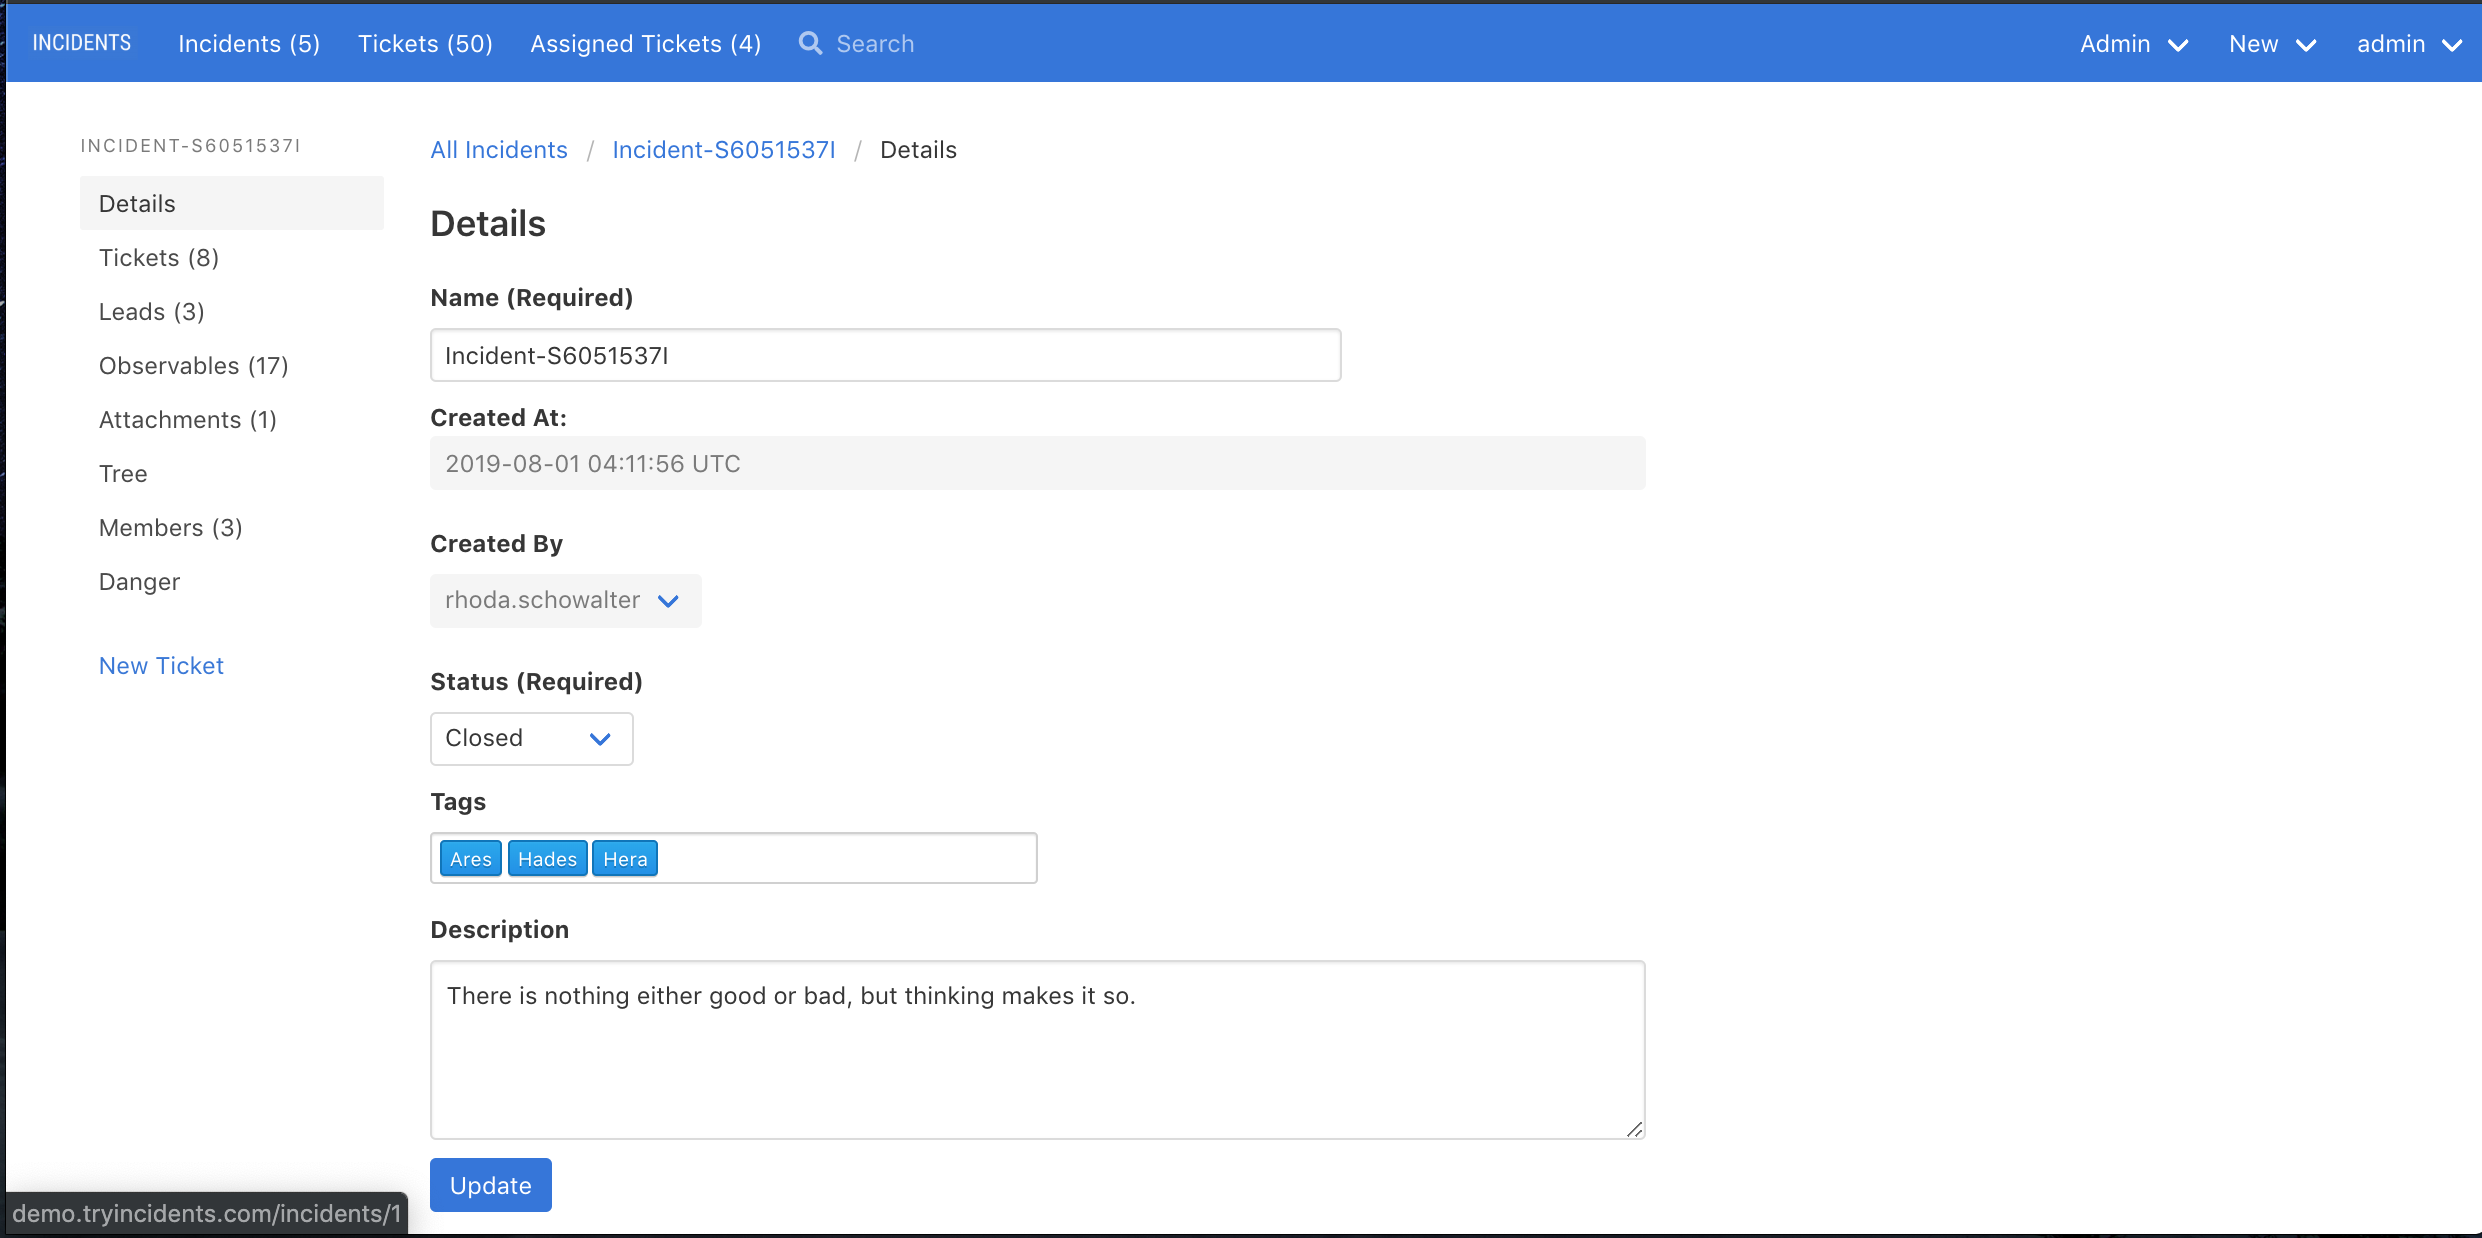 INCIDENTS Incidents (5) Tickets (50) Assigned Tickets (4) Search Admin New admin
INCIDENT-S6051537I
Details
Tickets (8)
Leads (3)
Observables (17)
Attachments (1)
Tree
Members (3)
Danger
New Ticket
All Incidents / Incident-S6051537I / Details
Details
Name (Required)
Incident-S6051537I
Created At:
2019-08-01 04:11:56 UTC
Created By
rhoda.schowalter
Status (Required)
Closed
Tags
Ares Hades Hera
Description
There is nothing either good or bad, but thinking makes it so.
Update
demo.tryincidents.com/incidents/1